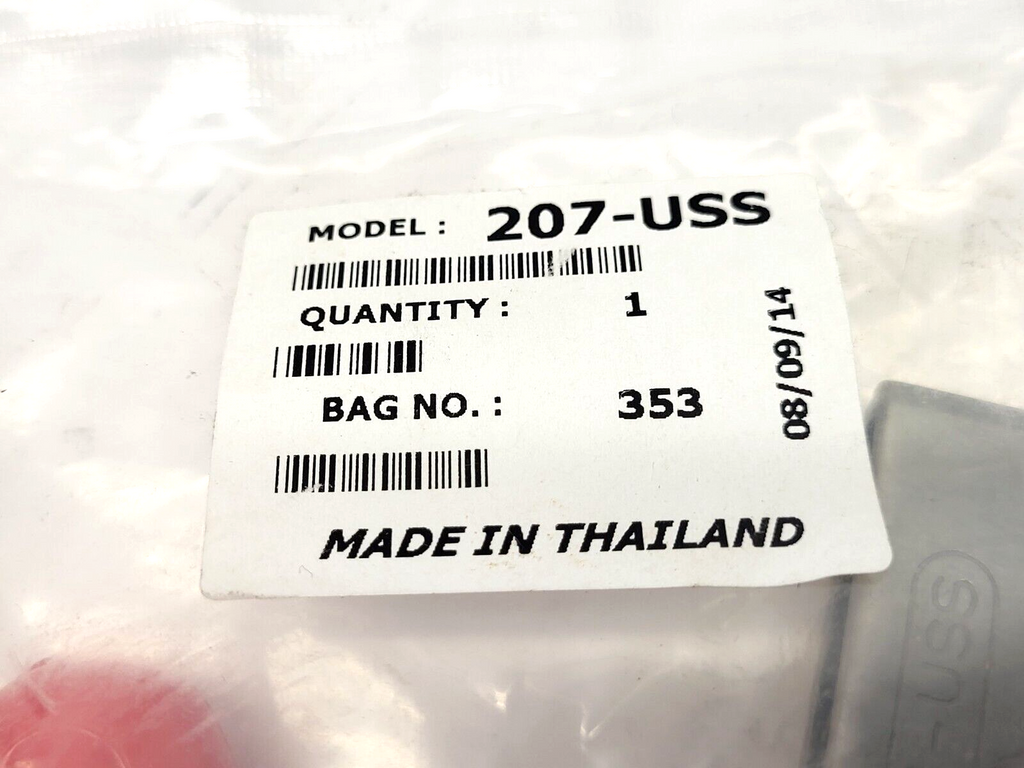 MODEL : 207-USS
QUANTITY : 1
BAG NO. : 353
08/09/14
MADE IN THAILAND
-USS